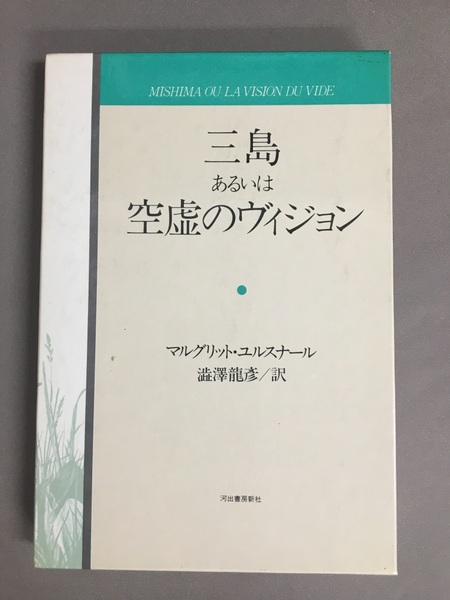 MISHIMA OU LA VISION DU VIDE
三島
あるいは
空虚のヴィジョン
マルグリット・ユルスナール
澁澤龍彥／訳
河出書房新社